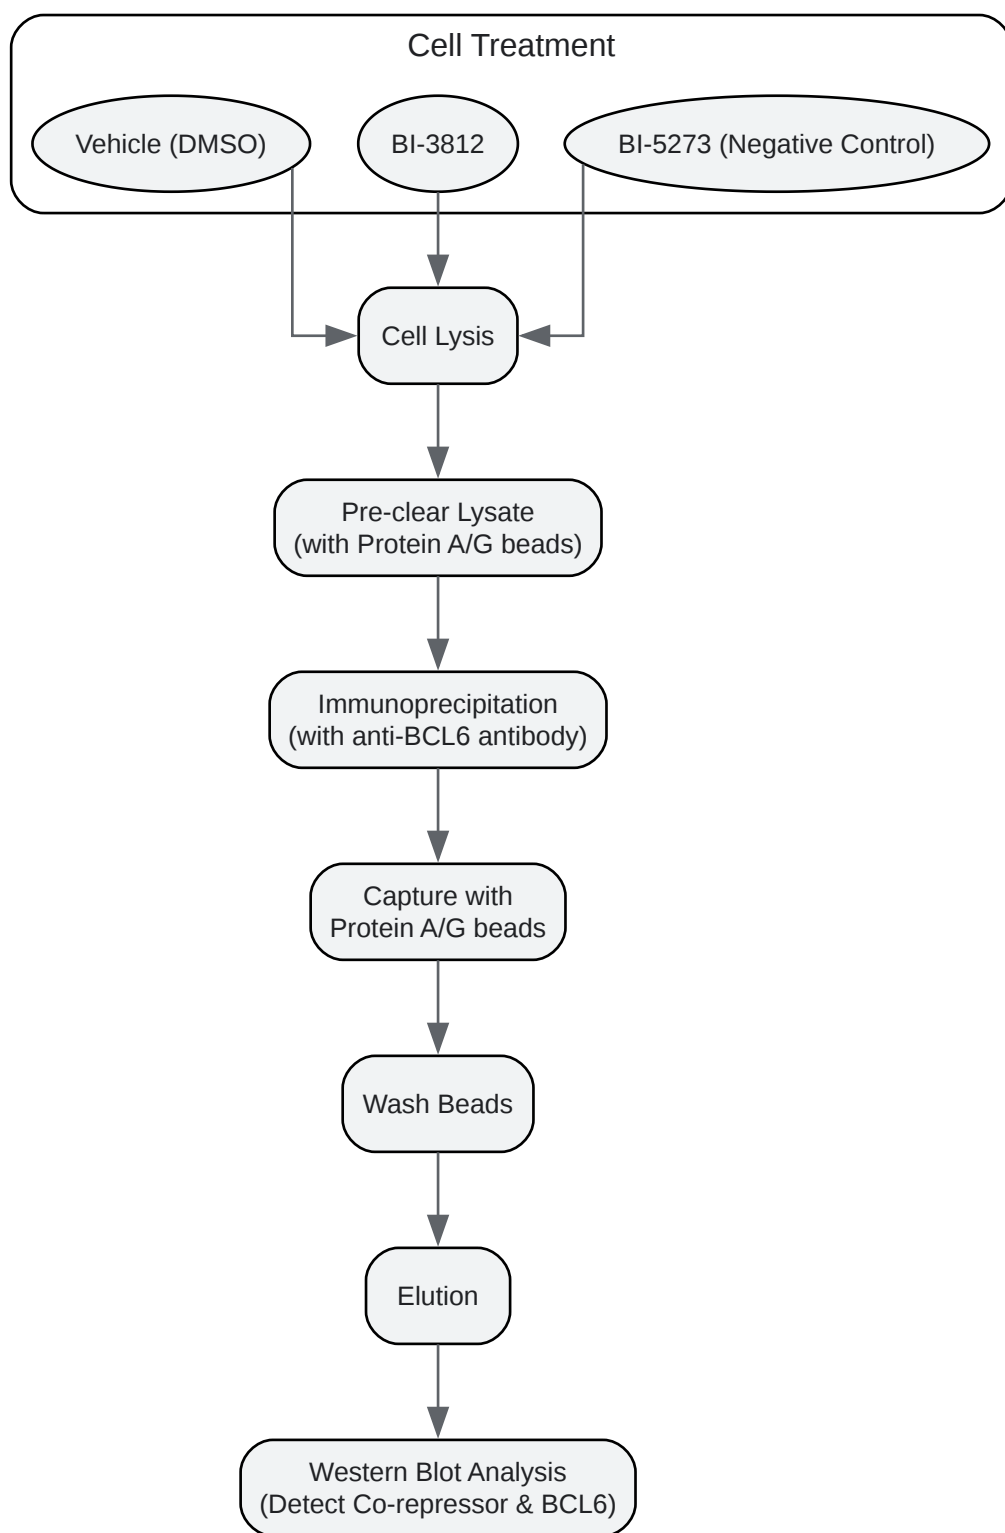 Cell Treatment
Vehicle (DMSO)
BI-3812
BI-5273 (Negative Control)
Cell Lysis
Pre-clear Lysate
(with Protein A/G beads)
Immunoprecipitation
(with anti-BCL6 antibody)
Capture with
Protein A/G beads
Wash Beads
Elution
Western Blot Analysis
(Detect Co-repressor & BCL6)